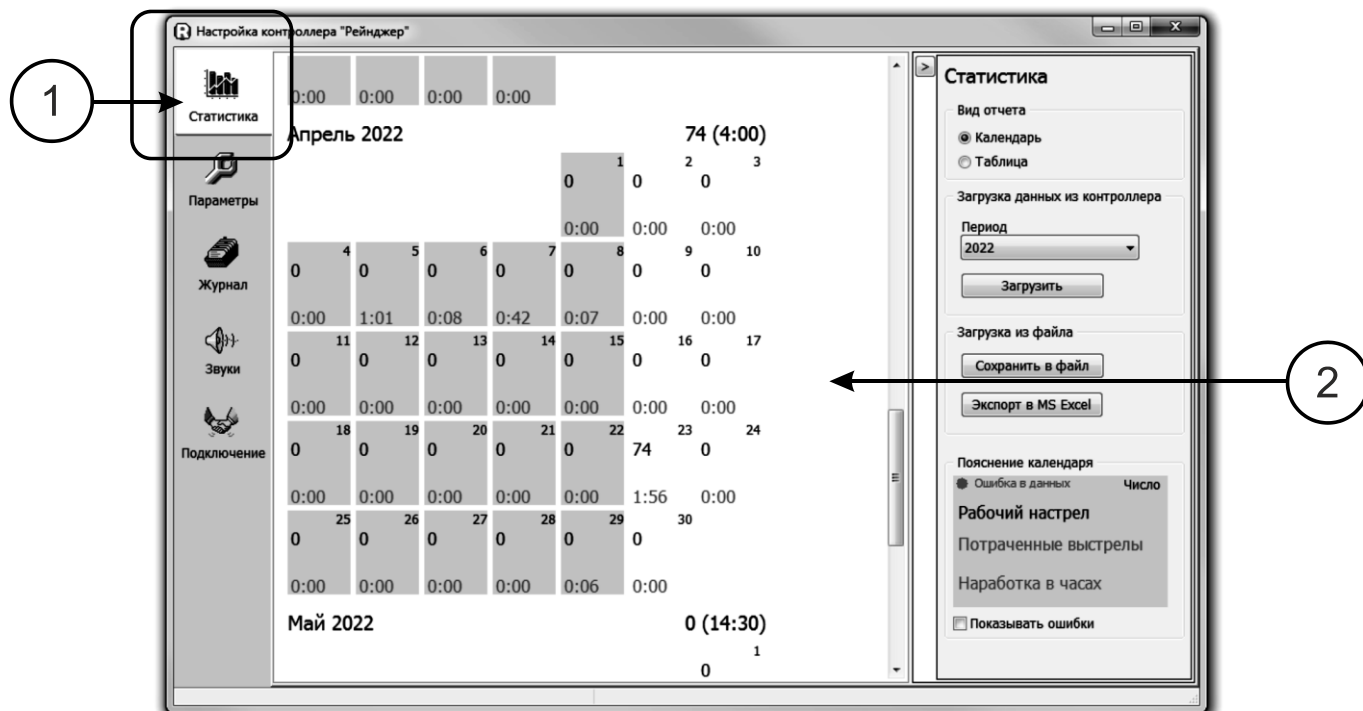 Настройка контроллера "Рейнджер"
1
Статистика
Параметры
Журнал
Звуки
Подключение
0:00 0:00 0:00 0:00
Апрель 2022 74 (4:00)
1 2 3
0 0 0
0:00 0:00 0:00
4 5 6 7 8 9 10
0 0 0 0 0 0 0
0:00 1:01 0:08 0:42 0:07 0:00 0:00
11 12 13 14 15 16 17
0 0 0 0 0 0 0
0:00 0:00 0:00 0:00 0:00 0:00 0:00
18 19 20 21 22 23 24
0 0 0 0 0 74 0
0:00 0:00 0:00 0:00 0:00 1:56 0:00
25 26 27 28 29 30
0 0 0 0 0 0
0:00 0:00 0:00 0:00 0:06 0:00
Май 2022 0 (14:30)
1
0
>
Статистика
Вид отчета
Календарь
Таблица
Загрузка данных из контроллера
Период
2022
Загрузить
Загрузка из файла
Сохранить в файл
Экспорт в MS Excel
Пояснение календаря
Ошибка в данных Число
Рабочий настрел
Потраченные выстрелы
Наработка в часах
Показывать ошибки
2